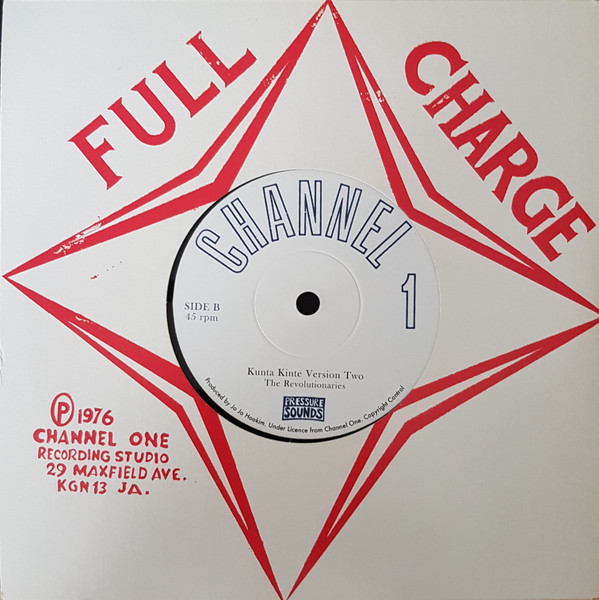 FULL CHARGE
CHANNEL 1
SIDE B
45 rpm
Kunta Kinte Version Two
The Revolutionaries
PRESSURE
SOUNDS
Produced by Jo Jo Hookim. Under Licence from Channel One. Copyright Control
℗ 1976
CHANNEL ONE
RECORDING STUDIO
29 MAXFIELD AVE.
KGN 13 JA.